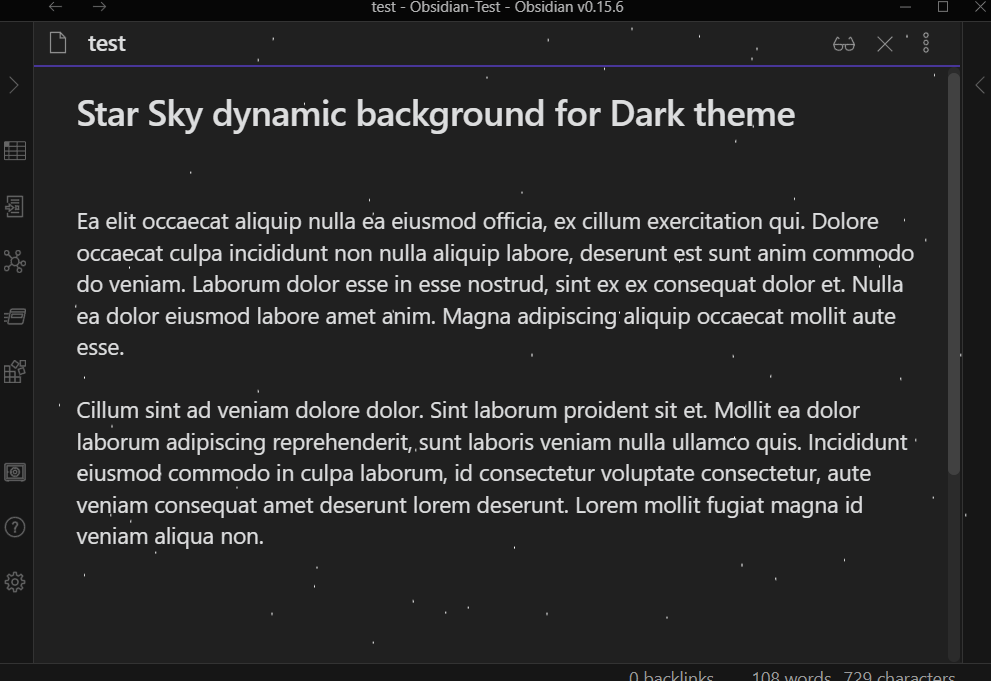 test - Obsidian-Test - Obsidian v0.15.6
test
Star Sky dynamic background for Dark theme
Ea elit occaecat aliquip nulla ea eiusmod officia, ex cillum exercitation qui. Dolore
occaecat culpa incididunt non nulla aliquip labore, deserunt est sunt anim commodo
do veniam. Laborum dolor esse in esse nostrud, sint ex ex consequat dolor et. Nulla
ea dolor eiusmod labore amet anim. Magna adipiscing aliquip occaecat mollit aute
esse.
Cillum sint ad veniam dolore dolor. Sint laborum proident sit et. Mollit ea dolor
laborum adipiscing reprehenderit, sunt laboris veniam nulla ullamco quis. Incididunt
eiusmod commodo in culpa laborum, id consectetur voluptate consectetur, aute
veniam consequat amet deserunt lorem deserunt. Lorem mollit fugiat magna id
veniam aliqua non.
0 backlinks 108 words 729 characters